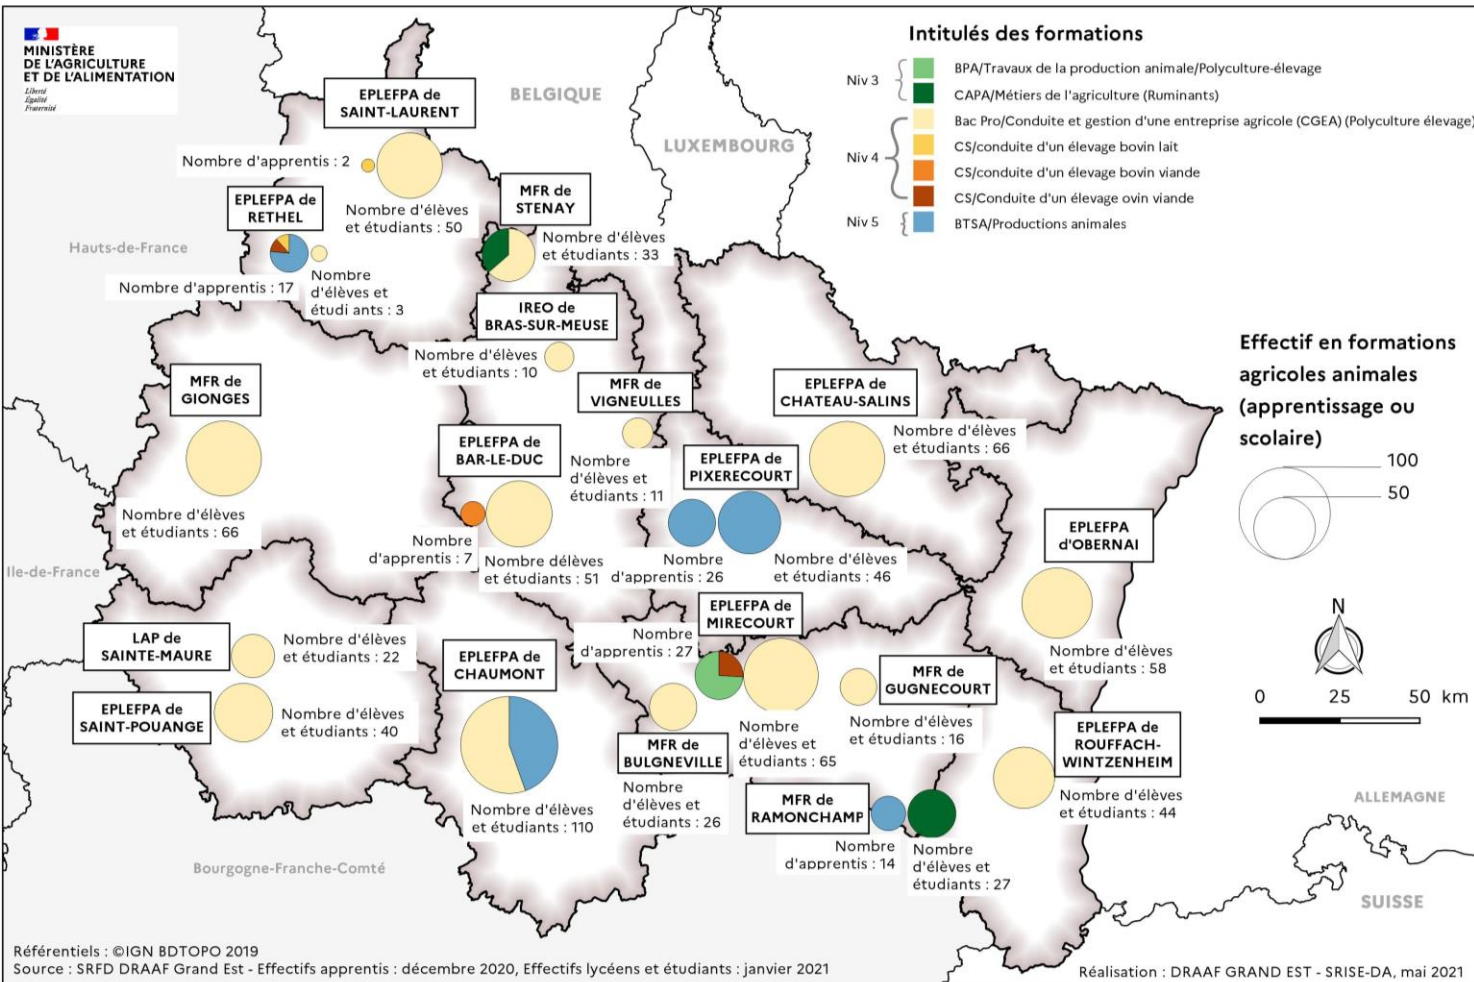 MINISTÈRE
DE L'AGRICULTURE
ET DE L'ALIMENTATION
Liberté
Égalité
Fraternité
Intitulés des formations
Niv 3
BPA/Travaux de la production animale/Polyculture-élevage
CAPA/Métiers de l'agriculture (Ruminants)
Niv 4
Bac Pro/Conduite et gestion d'une entreprise agricole (CGEA) (Polyculture élevage)
CS/conduite d'un élevage bovin lait
CS/conduite d'un élevage bovin viande
CS/Conduite d'un élevage ovin viande
Niv 5
BTSA/Productions animales
BELGIQUE
LUXEMBOURG
Hauts-de-France
Ile-de-France
Bourgogne-Franche-Comté
ALLEMAGNE
SUISSE
EPLEFPA de
SAINT-LAURENT
Nombre d'apprentis : 2
Nombre d'élèves
et étudiants : 50
EPLEFPA de
RETHEL
Nombre d'apprentis : 17
Nombre
d'élèves et
étudi ants : 3
MFR de
STENAY
Nombre d'élèves
et étudiants : 33
IREO de
BRAS-SUR-MEUSE
Nombre d'élèves
et étudiants : 10
MFR de
GIONGES
Nombre d'élèves
et étudiants : 66
MFR de
VIGNEULLES
Nombre
d'élèves et
étudiants : 11
EPLEFPA de
CHATEAU-SALINS
Nombre d'élèves
et étudiants : 66
EPLEFPA de
BAR-LE-DUC
Nombre
d'apprentis : 7
Nombre délèves
et étudiants : 51
EPLEFPA de
PIXERECOURT
Nombre
d'apprentis : 26
Nombre d'élèves
et étudiants : 46
EPLEFPA
d'OBERNAI
Nombre d'élèves
et étudiants : 58
LAP de
SAINTE-MAURE
Nombre d'élèves
et étudiants : 22
EPLEFPA de
SAINT-POUANGE
Nombre d'élèves
et étudiants : 40
EPLEFPA de
CHAUMONT
Nombre d'élèves
et étudiants : 110
EPLEFPA de
MIRECOURT
Nombre
d'apprentis : 27
Nombre
d'élèves et
étudiants : 65
MFR de
BULGNEVILLE
Nombre
d'élèves et
étudiants : 26
MFR de
GUGNECOURT
Nombre d'élèves
et étudiants : 16
MFR de
RAMONCHAMP
Nombre
d'apprentis : 14
Nombre
d'élèves et
étudiants : 27
EPLEFPA de
ROUFFACH-
WINTZENHEIM
Nombre d'élèves
et étudiants : 44
Effectif en formations
agricoles animales
(apprentissage ou
scolaire)
100
50
N
0 25 50 km
Référentiels : ©IGN BDTOPO 2019
Source : SRFD DRAAF Grand Est - Effectifs apprentis : décembre 2020, Effectifs lycéens et étudiants : janvier 2021
Réalisation : DRAAF GRAND EST - SRISE-DA, mai 2021